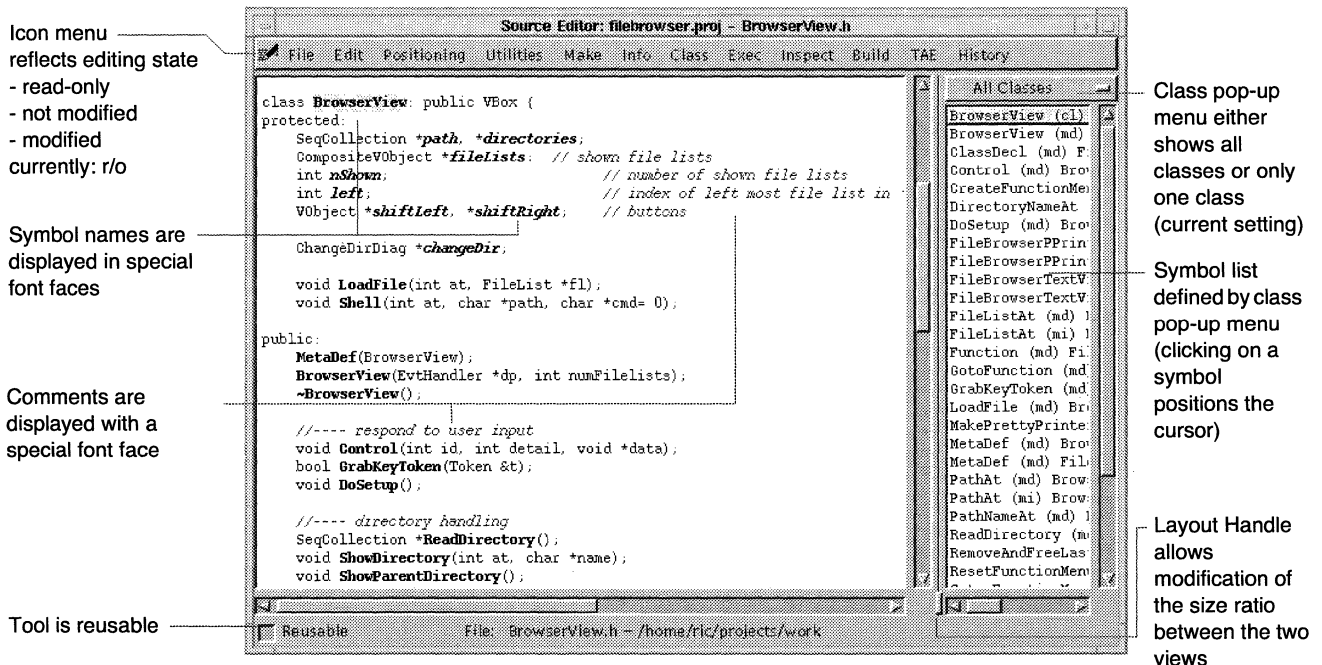 Icon menu
reflects editing state
- read-only
- not modified
- modified
currently: r/o
Symbol names are
displayed in special
font faces
Comments are
displayed with a
special font face
Tool is reusable
Source Editor: filebrowser.proj – BrowserView.h
File Edit Positioning Utilities Make Info Class Exec Inspect Build TAE History
class BrowserView: public VBox {
protected:
SeqCollection *path, *directories;
CompositeVObject *fileLists; // shown file lists
int nShown; // number of shown file lists
int left; // index of left most file list in
VObject *shiftLeft, *shiftRight; // buttons
ChangeDirDiag *changeDir;
void LoadFile(int at, FileList *fl);
void Shell(int at, char *path, char *cmd= 0);
public:
MetaDef(BrowserView);
BrowserView(EvtHandler *dp, int numFilelists);
~BrowserView();
//---- respond to user input
void Control(int id, int detail, void *data);
bool GrabKeyToken(Token &t);
void DoSetup();
//---- directory handling
SeqCollection *ReadDirectory();
void ShowDirectory(int at, char *name);
void ShowParentDirectory();
All Classes
BrowserView (cl)
BrowserView (md)
ClassDecl (md) F
Control (md) Bro
CreateFunctionMe
DirectoryNameAt
DoSetup (md) Bro
FileBrowserPPrin
FileBrowserPPrin
FileBrowserTextV
FileBrowserTextV
FileListAt (md)
FileListAt (mi)
Function (md) Fi
GotoFunction (md
GrabKeyToken (md
LoadFile (md) Br
MakePrettyPrinte
MetaDef (md) Bro
MetaDef (md) Fil
PathAt (md) Brow
PathAt (mi) Brow
PathNameAt (md)
ReadDirectory (m
RemoveAndFreeLas
ResetFunctionMen
Reusable File: BrowserView.h – /home/ric/projects/work
Class pop-up
menu either
shows all
classes or only
one class
(current setting)
Symbol list
defined by class
pop-up menu
(clicking on a
symbol
positions the
cursor)
Layout Handle
allows
modification of
the size ratio
between the two
views